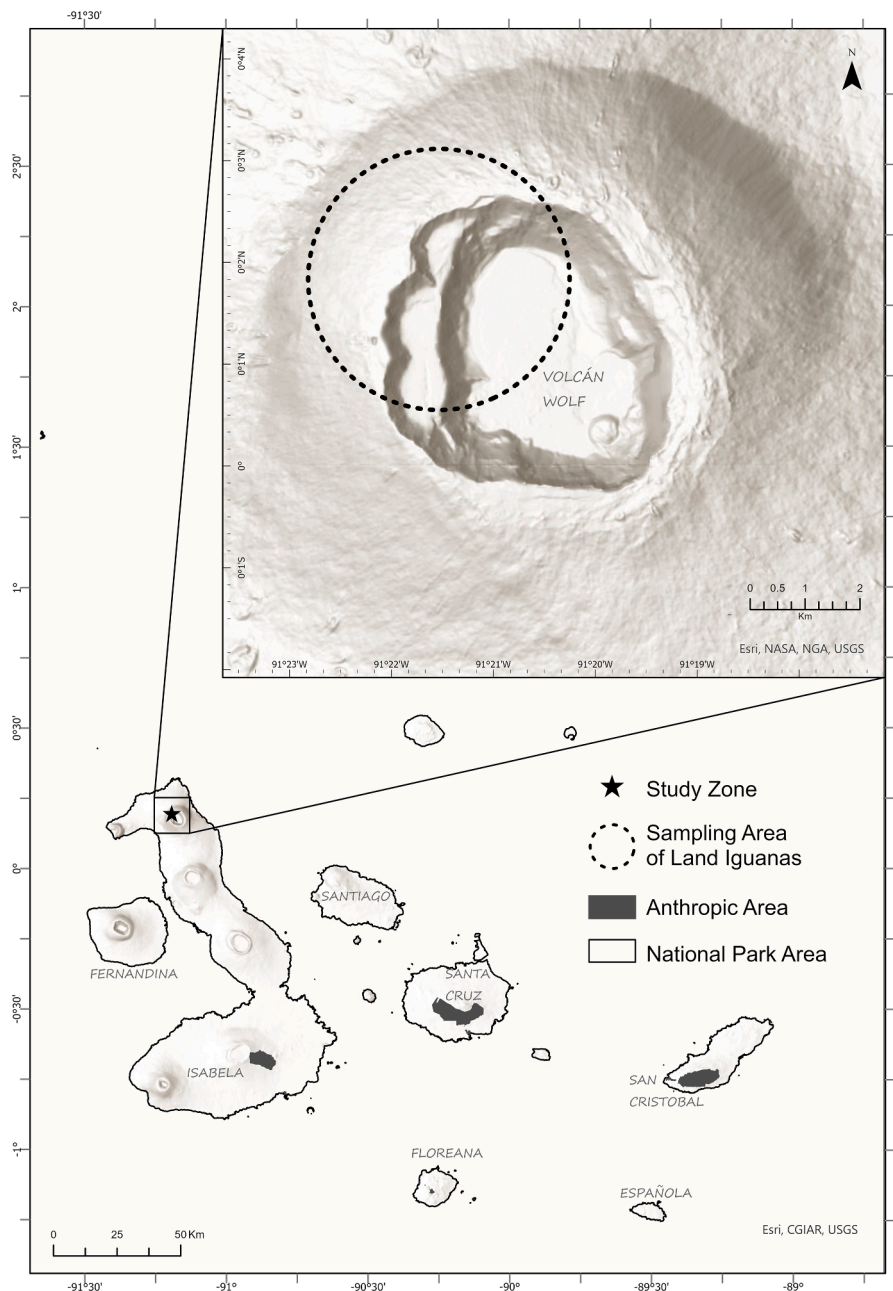 -91°30'
N
0°4'N
0°3'N
0°2'N
0°1'N
0°
0°1'S
VOLCÁN
WOLF
0 0.5 1 2
Km
Esri, NASA, NGA, USGS
91°23'W 91°22'W 91°21'W 91°20'W 91°19'W
2°30'
2°
1°30'
1°
0°30'
0°
-0°30'
-1°
Study Zone
Sampling Area
of Land Iguanas
Anthropic Area
National Park Area
SANTIAGO
FERNANDINA
SANTA
CRUZ
ISABELA
SAN
CRISTOBAL
FLOREANA
ESPAÑOLA
0 25 50 Km
Esri, CGIAR, USGS
-91°30' -91° -90°30' -90° -89°30' -89°